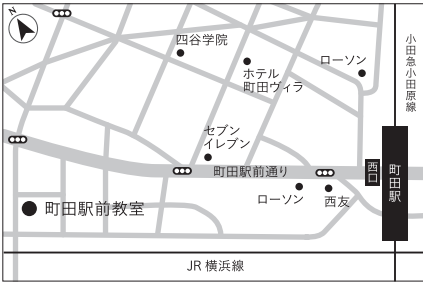 N
四谷学院
ホテル
町田ヴィラ
ローソン
小田急小田原線
セブン
イレブン
町田駅前通り
西口
町田駅
ローソン
西友
町田駅前教室
JR 横浜線